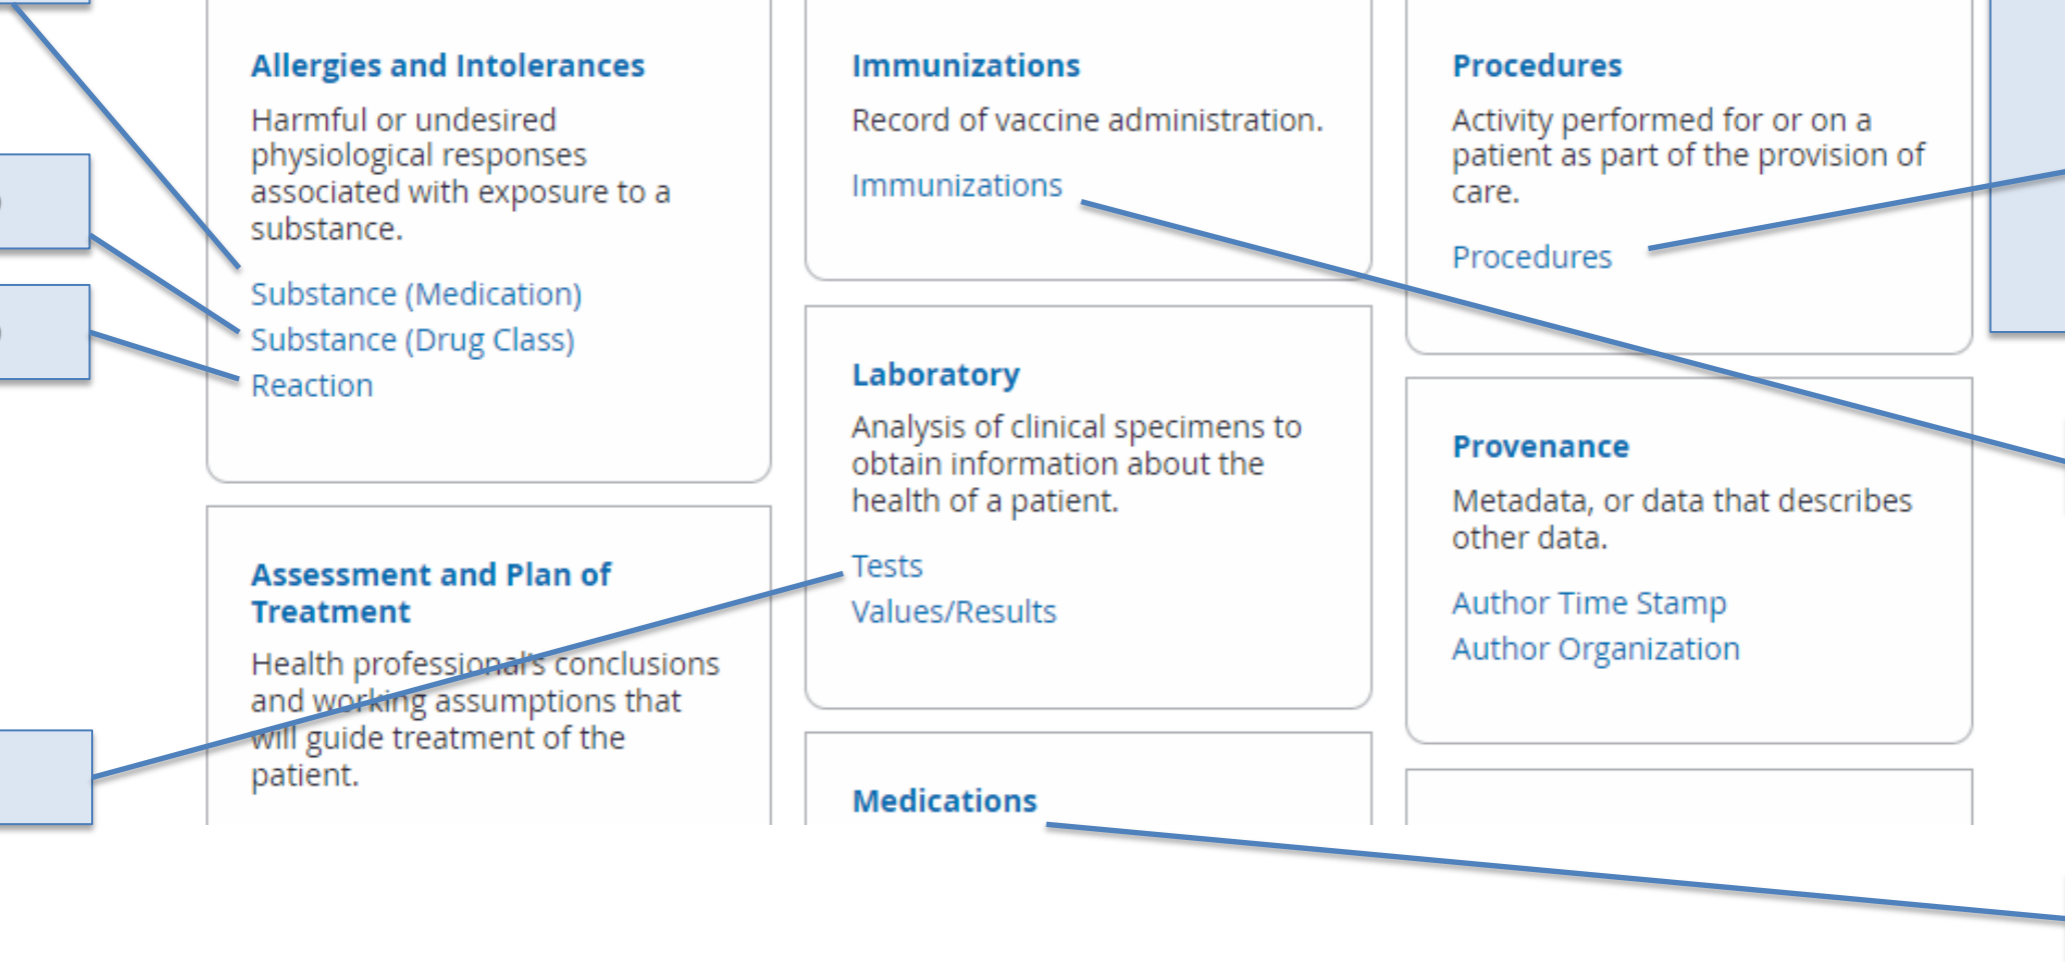 Allergies and Intolerances
Harmful or undesired
physiological responses
associated with exposure to a
substance.
Substance (Medication)
Substance (Drug Class)
Reaction
Assessment and Plan of
Treatment
Health professional's conclusions
and working assumptions that
will guide treatment of the
patient.
Immunizations
Record of vaccine administration.
Immunizations
Laboratory
Analysis of clinical specimens to
obtain information about the
health of a patient.
Tests
Values/Results
Medications
Procedures
Activity performed for or on a
patient as part of the provision of
care.
Procedures
Provenance
Metadata, or data that describes
other data.
Author Time Stamp
Author Organization